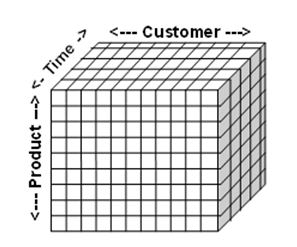 <--- Customer --->
<- Time ->
<--- Product --->